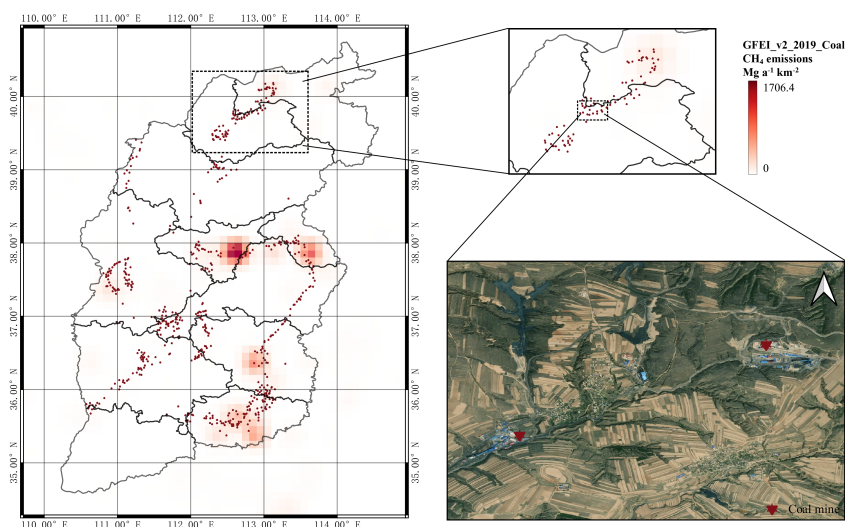 110.00° E 111.00° E 112.00° E 113.00° E 114.00° E
40.00° N 40.00° N
39.00° N 39.00° N
38.00° N 38.00° N
37.00° N 37.00° N
36.00° N 36.00° N
35.00° N 35.00° N
110.00° E 111.00° E 112.00° E 113.00° E 114.00° E
GFEI_v2_2019_Coal
CH₄ emissions
Mg a⁻¹ km⁻²
1706.4
0
Coal mine